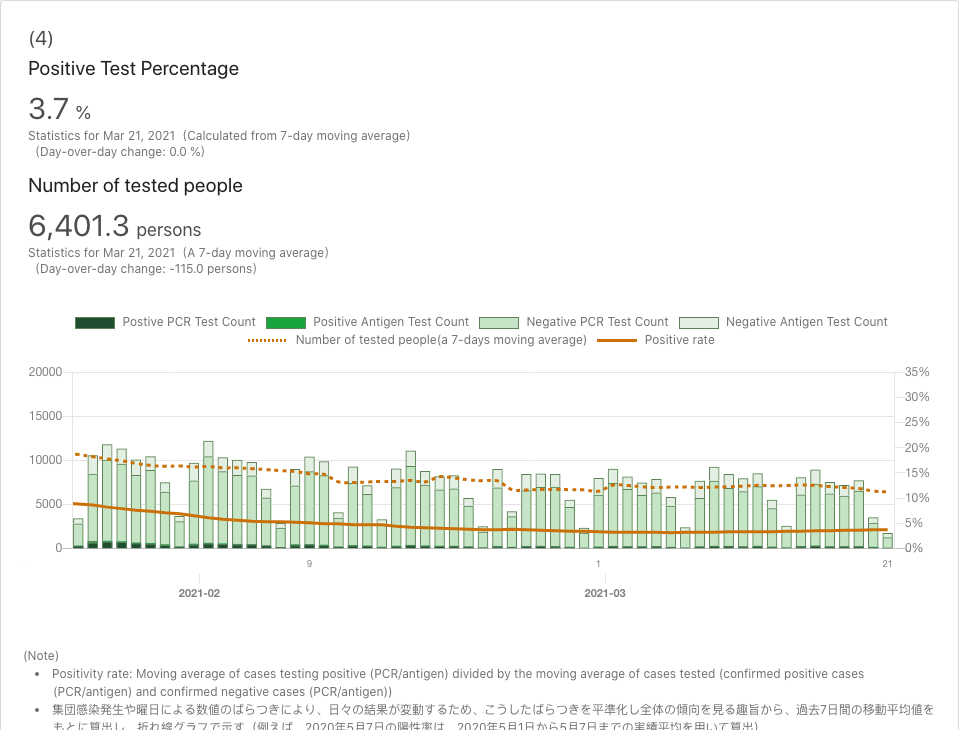 (4)
Positive Test Percentage
3.7 %
Statistics for Mar 21, 2021 (Calculated from 7-day moving average)
(Day-over-day change: 0.0 %)
Number of tested people
6,401.3 persons
Statistics for Mar 21, 2021 (A 7-day moving average)
(Day-over-day change: -115.0 persons)
Postive PCR Test Count Positive Antigen Test Count Negative PCR Test Count Negative Antigen Test Count
Number of tested people(a 7-days moving average) Positive rate
20000 35%
30%
15000 25%
20%
10000 15%
10%
5000 5%
0 0%
9 1 21
2021-02 2021-03
(Note)
• Positivity rate: Moving average of cases testing positive (PCR/antigen) divided by the moving average of cases tested (confirmed positive cases
(PCR/antigen) and confirmed negative cases (PCR/antigen))
• 集団感染発生や曜日による数値のばらつきにより、日々の結果が変動するため、こうしたばらつきを平準化し全体の傾向を見る趣旨から、過去7日間の移動平均値を
もとに算出し、折れ線グラフで示す（例えば、2020年5月7日の陽性率は、2020年5月1日から5月7日までの実績平均を用いて算出）